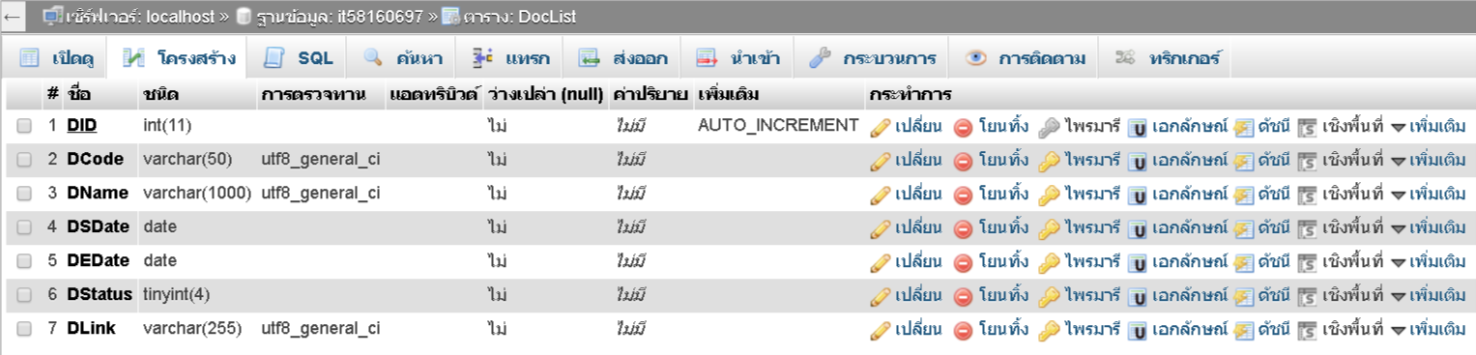 เซิร์ฟเวอร์: localhost » ฐานข้อมูล: it58160697 » ตาราง: DocList
เปิดดู โครงสร้าง SQL ค้นหา แทรก ส่งออก นำเข้า กระบวนการ การติดตาม ทริกเกอร์
# ชื่อ ชนิด การตรวจทาน แอตทริบิวต์ ว่างเปล่า (null) ค่าปริยาย เพิ่มเติม กระทำการ
1 DID int(11) ไม่ ไม่มี AUTO_INCREMENT เปลี่ยน โยนทิ้ง ไพรมารี เอกลักษณ์ ดัชนี เชิงพื้นที่ เพิ่มเติม
2 DCode varchar(50) utf8_general_ci ไม่ ไม่มี เปลี่ยน โยนทิ้ง ไพรมารี เอกลักษณ์ ดัชนี เชิงพื้นที่ เพิ่มเติม
3 DName varchar(1000) utf8_general_ci ไม่ ไม่มี เปลี่ยน โยนทิ้ง ไพรมารี เอกลักษณ์ ดัชนี เชิงพื้นที่ เพิ่มเติม
4 DSDate date ไม่ ไม่มี เปลี่ยน โยนทิ้ง ไพรมารี เอกลักษณ์ ดัชนี เชิงพื้นที่ เพิ่มเติม
5 DEDate date ไม่ ไม่มี เปลี่ยน โยนทิ้ง ไพรมารี เอกลักษณ์ ดัชนี เชิงพื้นที่ เพิ่มเติม
6 DStatus tinyint(4) ไม่ ไม่มี เปลี่ยน โยนทิ้ง ไพรมารี เอกลักษณ์ ดัชนี เชิงพื้นที่ เพิ่มเติม
7 DLink varchar(255) utf8_general_ci ไม่ ไม่มี เปลี่ยน โยนทิ้ง ไพรมารี เอกลักษณ์ ดัชนี เชิงพื้นที่ เพิ่มเติม